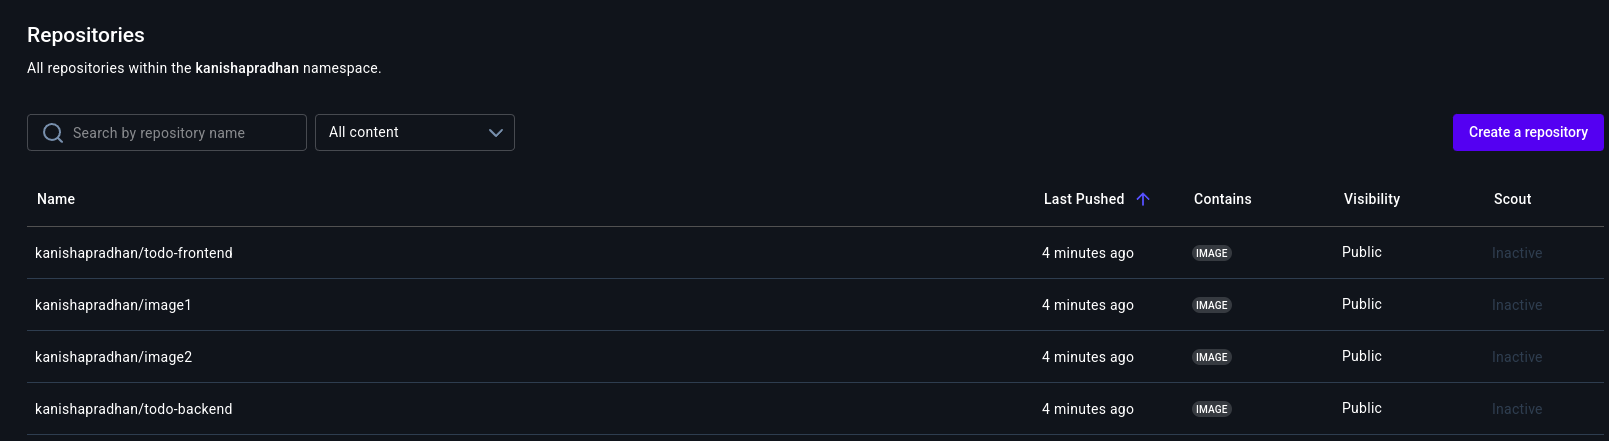 Repositories
All repositories within the kanishapradhan namespace.
Search by repository name All content Create a repository
Name Last Pushed Contains Visibility Scout
kanishapradhan/todo-frontend 4 minutes ago IMAGE Public Inactive
kanishapradhan/image1 4 minutes ago IMAGE Public Inactive
kanishapradhan/image2 4 minutes ago IMAGE Public Inactive
kanishapradhan/todo-backend 4 minutes ago IMAGE Public Inactive